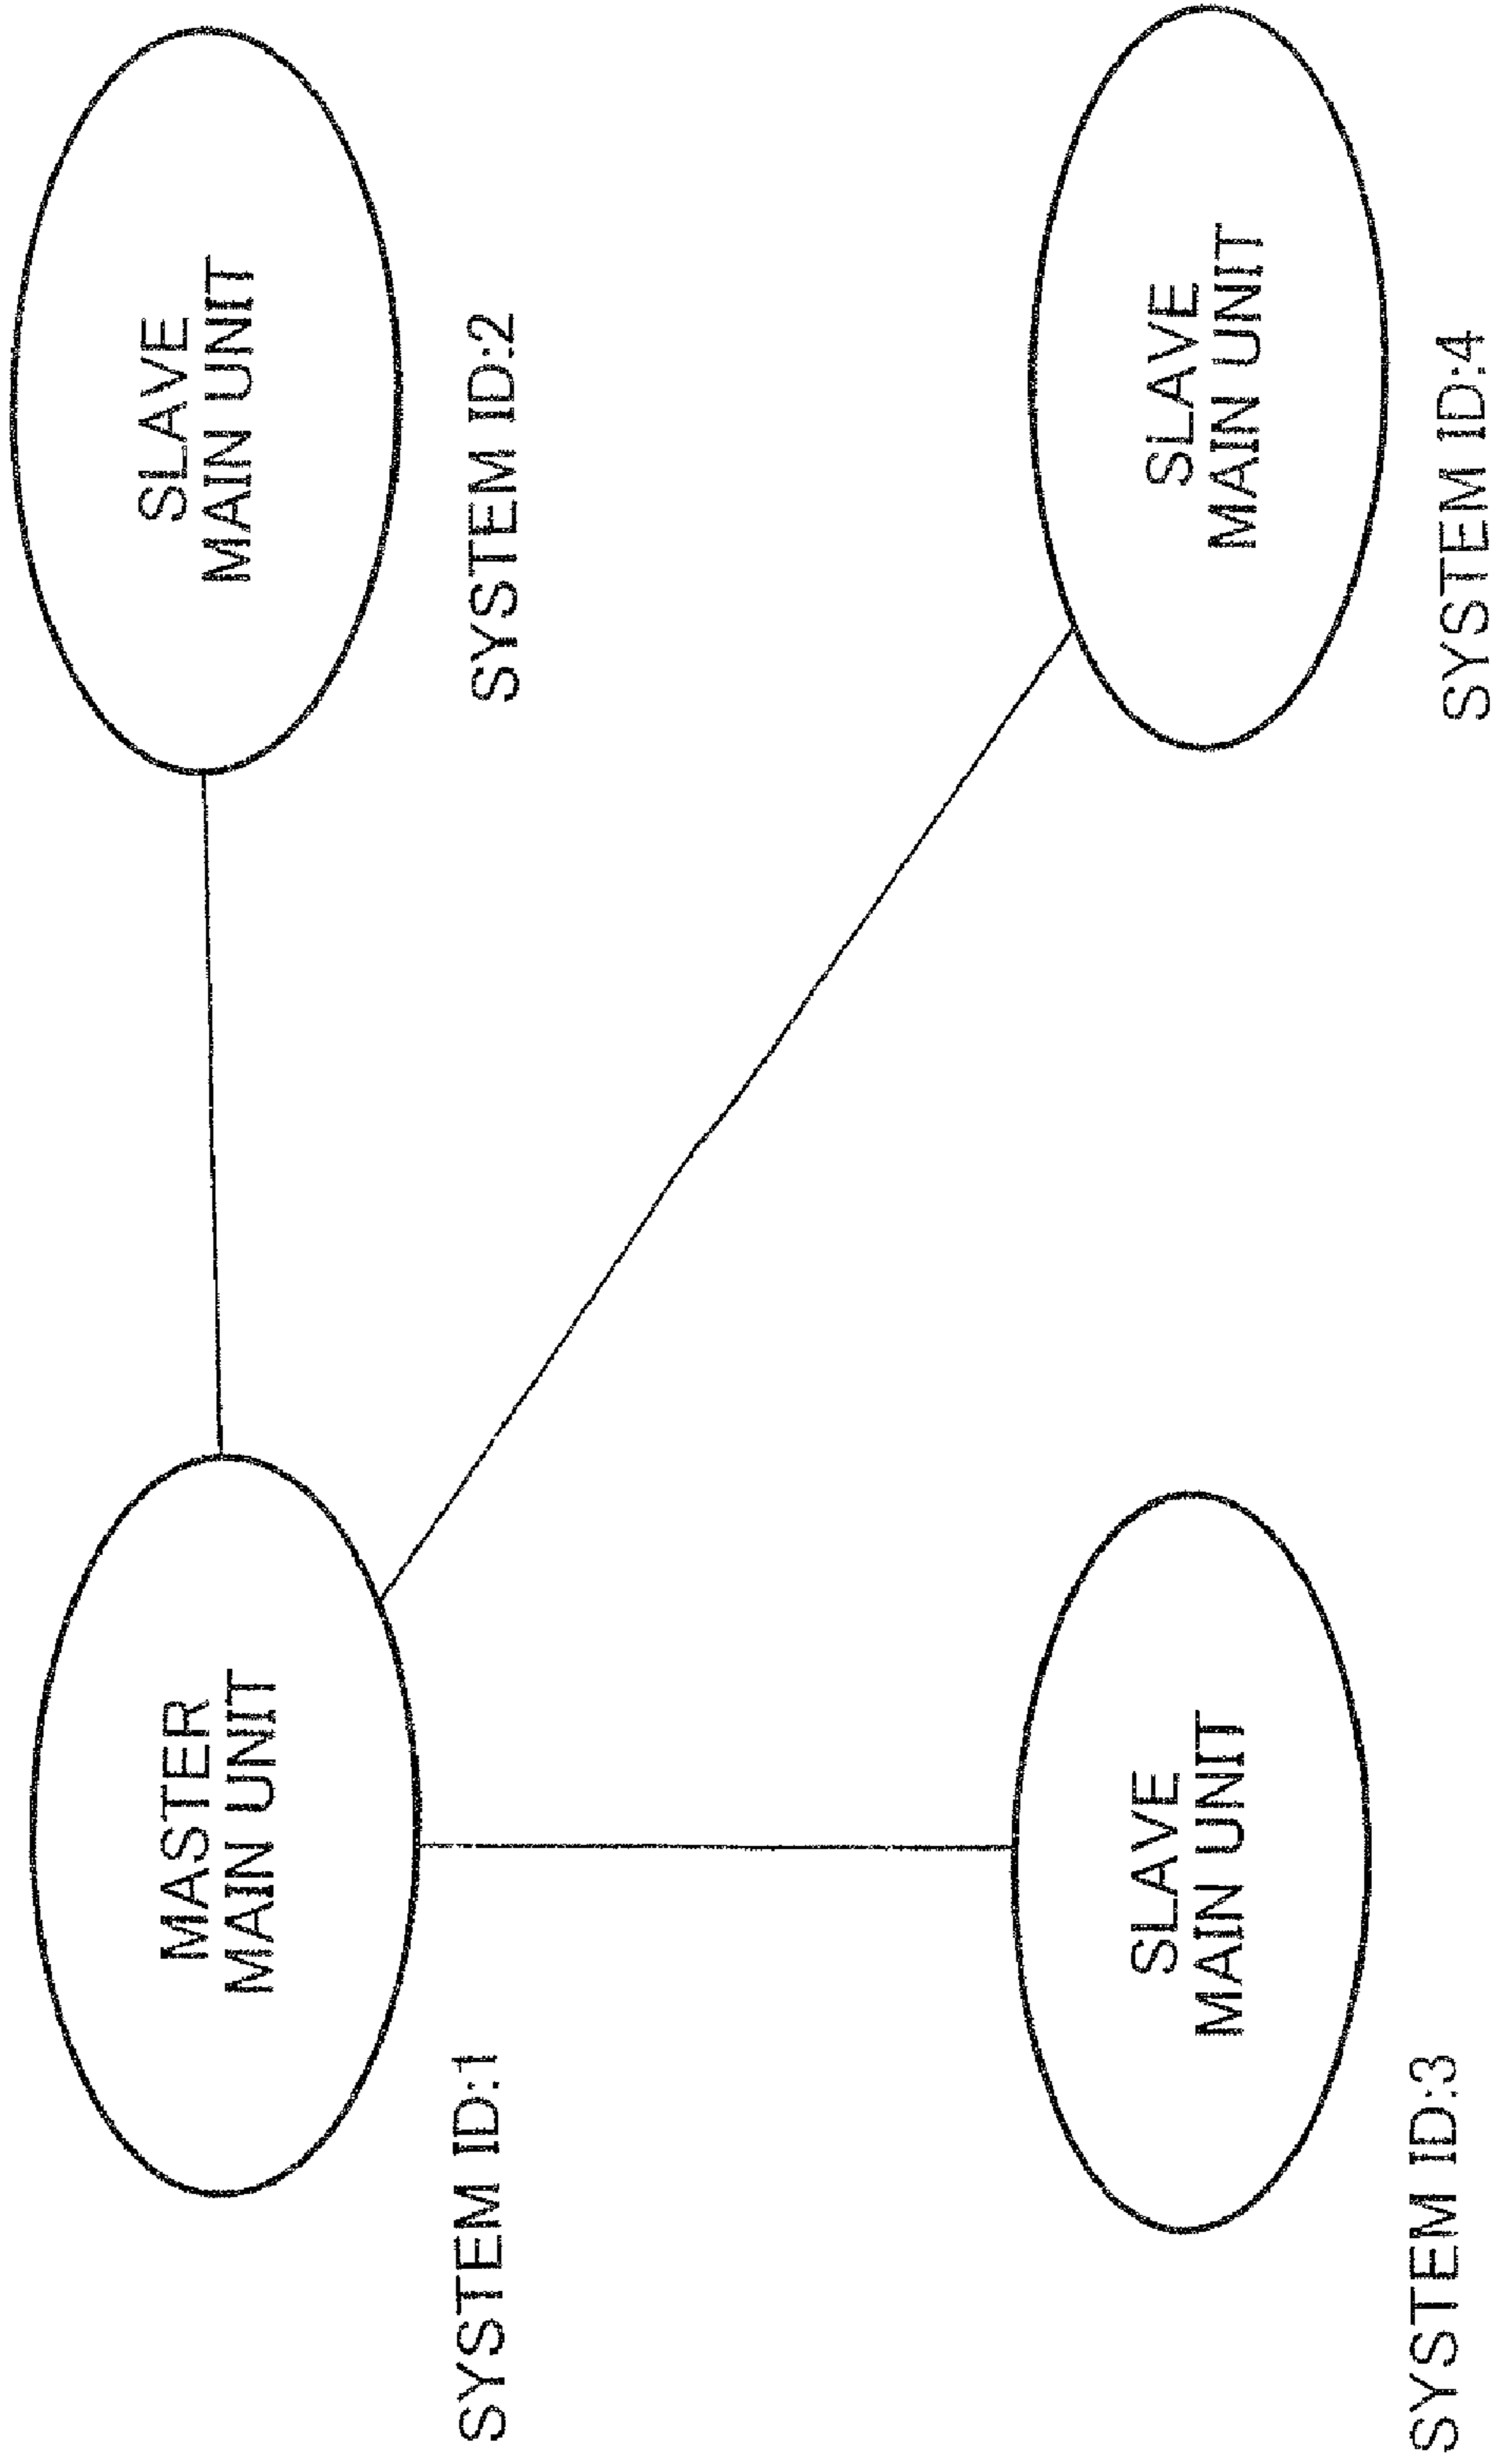 MASTER
MAIN UNIT
SYSTEM ID:1
SLAVE
MAIN UNIT
SYSTEM ID:2
SLAVE
MAIN UNIT
SYSTEM ID:3
SLAVE
MAIN UNIT
SYSTEM ID:4